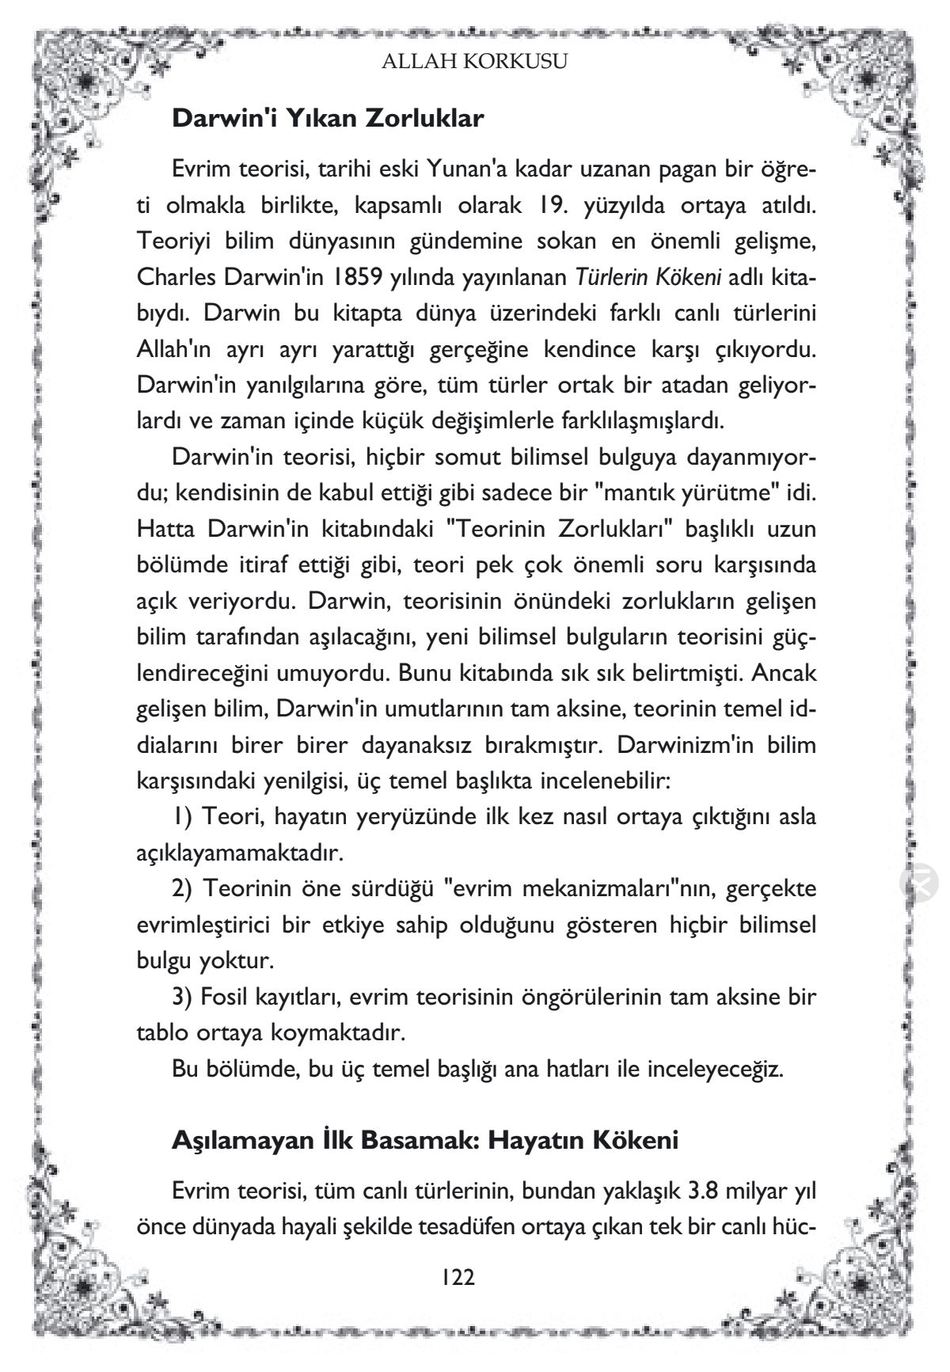 ALLAH KORKUSU
Darwin'i Yıkan Zorluklar
Evrim teorisi, tarihi eski Yunan'a kadar uzanan pagan bir öğre-
ti olmakla birlikte, kapsamlı olarak 19. yüzyılda ortaya atıldı.
Teoriyi bilim dünyasının gündemine sokan en önemli gelişme,
Charles Darwin'in 1859 yılında yayınlanan Türlerin Kökeni adlı kita-
bıydı. Darwin bu kitapta dünya üzerindeki farklı canlı türlerini
Allah'ın ayrı ayrı yarattığı gerçeğine kendince karşı çıkıyordu.
Darwin'in yanılgılarına göre, tüm türler ortak bir atadan geliyor-
lardı ve zaman içinde küçük değişimlerle farklılaşmışlardı.
Darwin'in teorisi, hiçbir somut bilimsel bulguya dayanmıyor-
du; kendisinin de kabul ettiği gibi sadece bir "mantık yürütme" idi.
Hatta Darwin'in kitabındaki "Teorinin Zorlukları" başlıklı uzun
bölümde itiraf ettiği gibi, teori pek çok önemli soru karşısında
açık veriyordu. Darwin, teorisinin önündeki zorlukların gelişen
bilim tarafından aşılacağını, yeni bilimsel bulguların teorisini güç-
lendireceğini umuyordu. Bunu kitabında sık sık belirtmişti. Ancak
gelişen bilim, Darwin'in umutlarının tam aksine, teorinin temel id-
dialarını birer birer dayanaksız bırakmıştır. Darwinizm'in bilim
karşısındaki yenilgisi, üç temel başlıkta incelenebilir:
1) Teori, hayatın yeryüzünde ilk kez nasıl ortaya çıktığını asla
açıklayamamaktadır.
2) Teorinin öne sürdüğü "evrim mekanizmaları"nın, gerçekte
evrimleştirici bir etkiye sahip olduğunu gösteren hiçbir bilimsel
bulgu yoktur.
3) Fosil kayıtları, evrim teorisinin öngörülerinin tam aksine bir
tablo ortaya koymaktadır.
Bu bölümde, bu üç temel başlığı ana hatları ile inceleyeceğiz.
Aşılamayan İlk Basamak: Hayatın Kökeni
Evrim teorisi, tüm canlı türlerinin, bundan yaklaşık 3.8 milyar yıl
önce dünyada hayali şekilde tesadüfen ortaya çıkan tek bir canlı hüc-
122